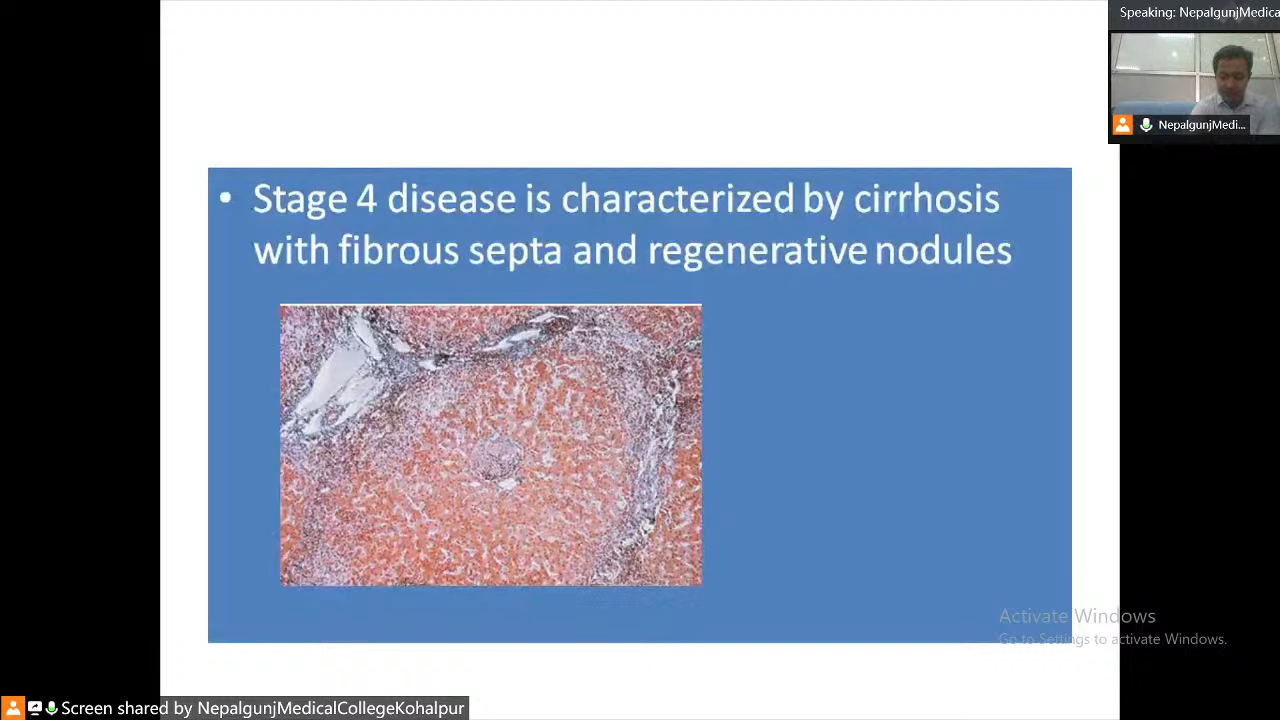 Speaking: NepalgunjMedica
NepalgunjMedi...
• Stage 4 disease is characterized by cirrhosis
with fibrous septa and regenerative nodules
Activate Windows
Go to Settings to activate Windows.
Screen shared by NepalgunjMedicalCollegeKohalpur